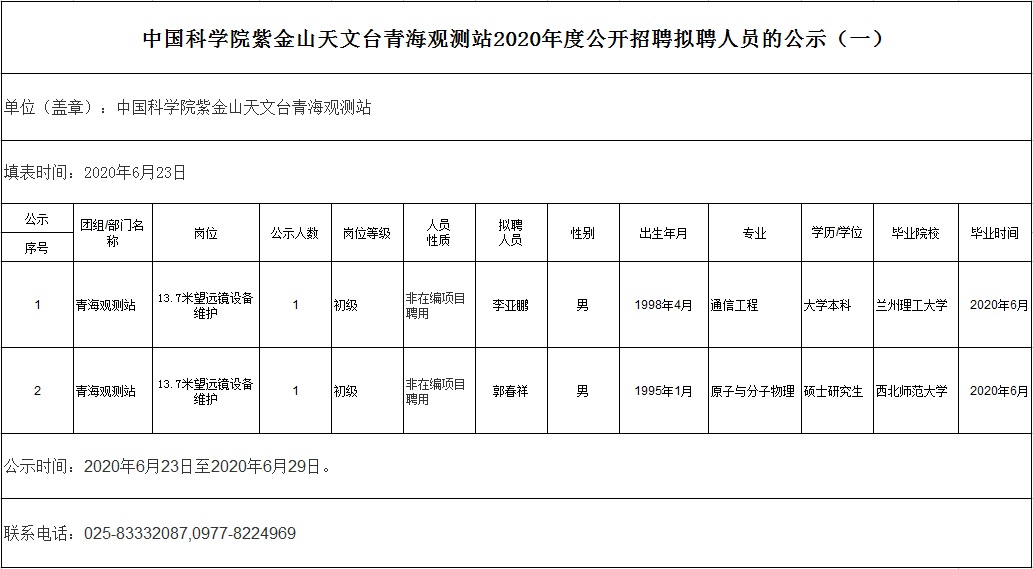 中国科学院紫金山天文台青海观测站2020年度公开招聘拟聘人员的公示（一）
单位（盖章）：中国科学院紫金山天文台青海观测站
填表时间：2020年6月23日
公示
序号
团组/部门名
称
岗位
公示人数
岗位等级
人员
性质
拟聘
人员
性别
出生年月
专业
学历/学位
毕业院校
毕业时间
1
青海观测站
13.7米望远镜设备
维护
1
初级
非在编项目
聘用
李亚鹏
男
1998年4月
通信工程
大学本科
兰州理工大学
2020年6月
2
青海观测站
13.7米望远镜设备
维护
1
初级
非在编项目
聘用
郭春祥
男
1995年1月
原子与分子物理
硕士研究生
西北师范大学
2020年6月
公示时间：2020年6月23日至2020年6月29日。
联系电话：025-83332087,0977-8224969